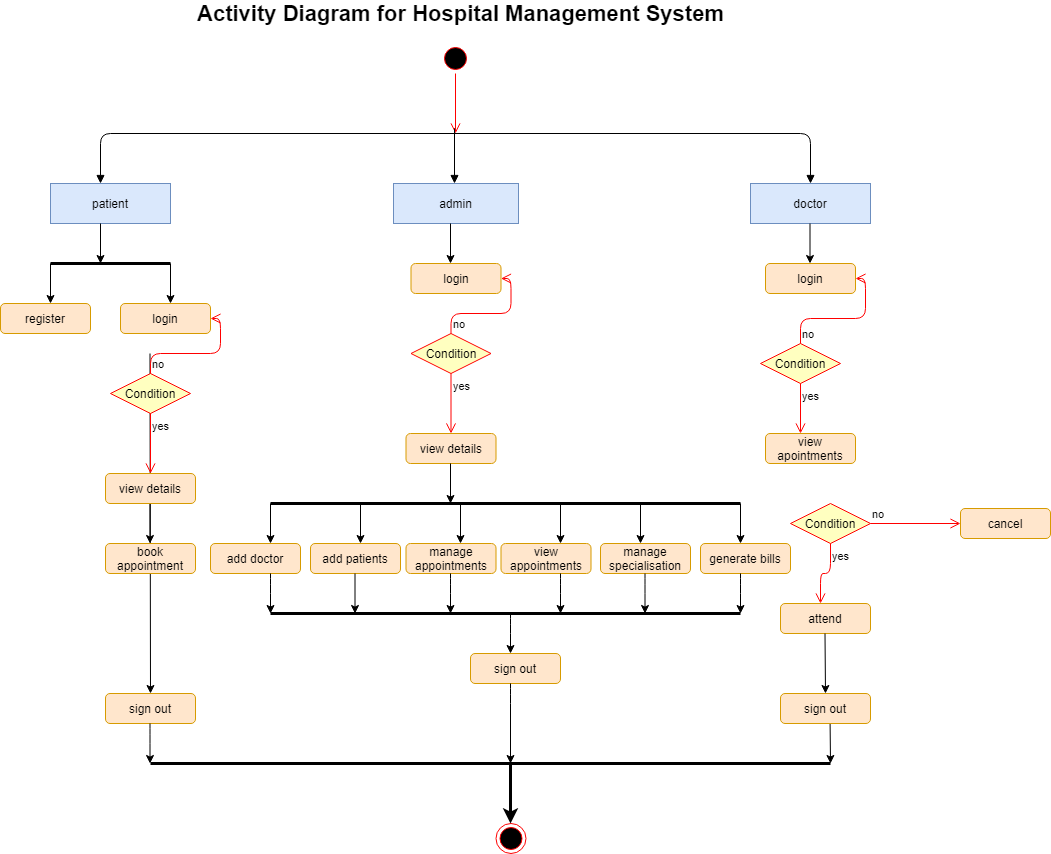 Activity Diagram for Hospital Management System
patient
admin
doctor
login
login
register
login
no
no
Condition
Condition
no
Condition
yes
yes
yes
view details
view
apointments
view details
Condition
no
cancel
book
appointment
add doctor
add patients
manage
appointments
view
appointments
manage
specialisation
generate bills
yes
attend
sign out
sign out
sign out